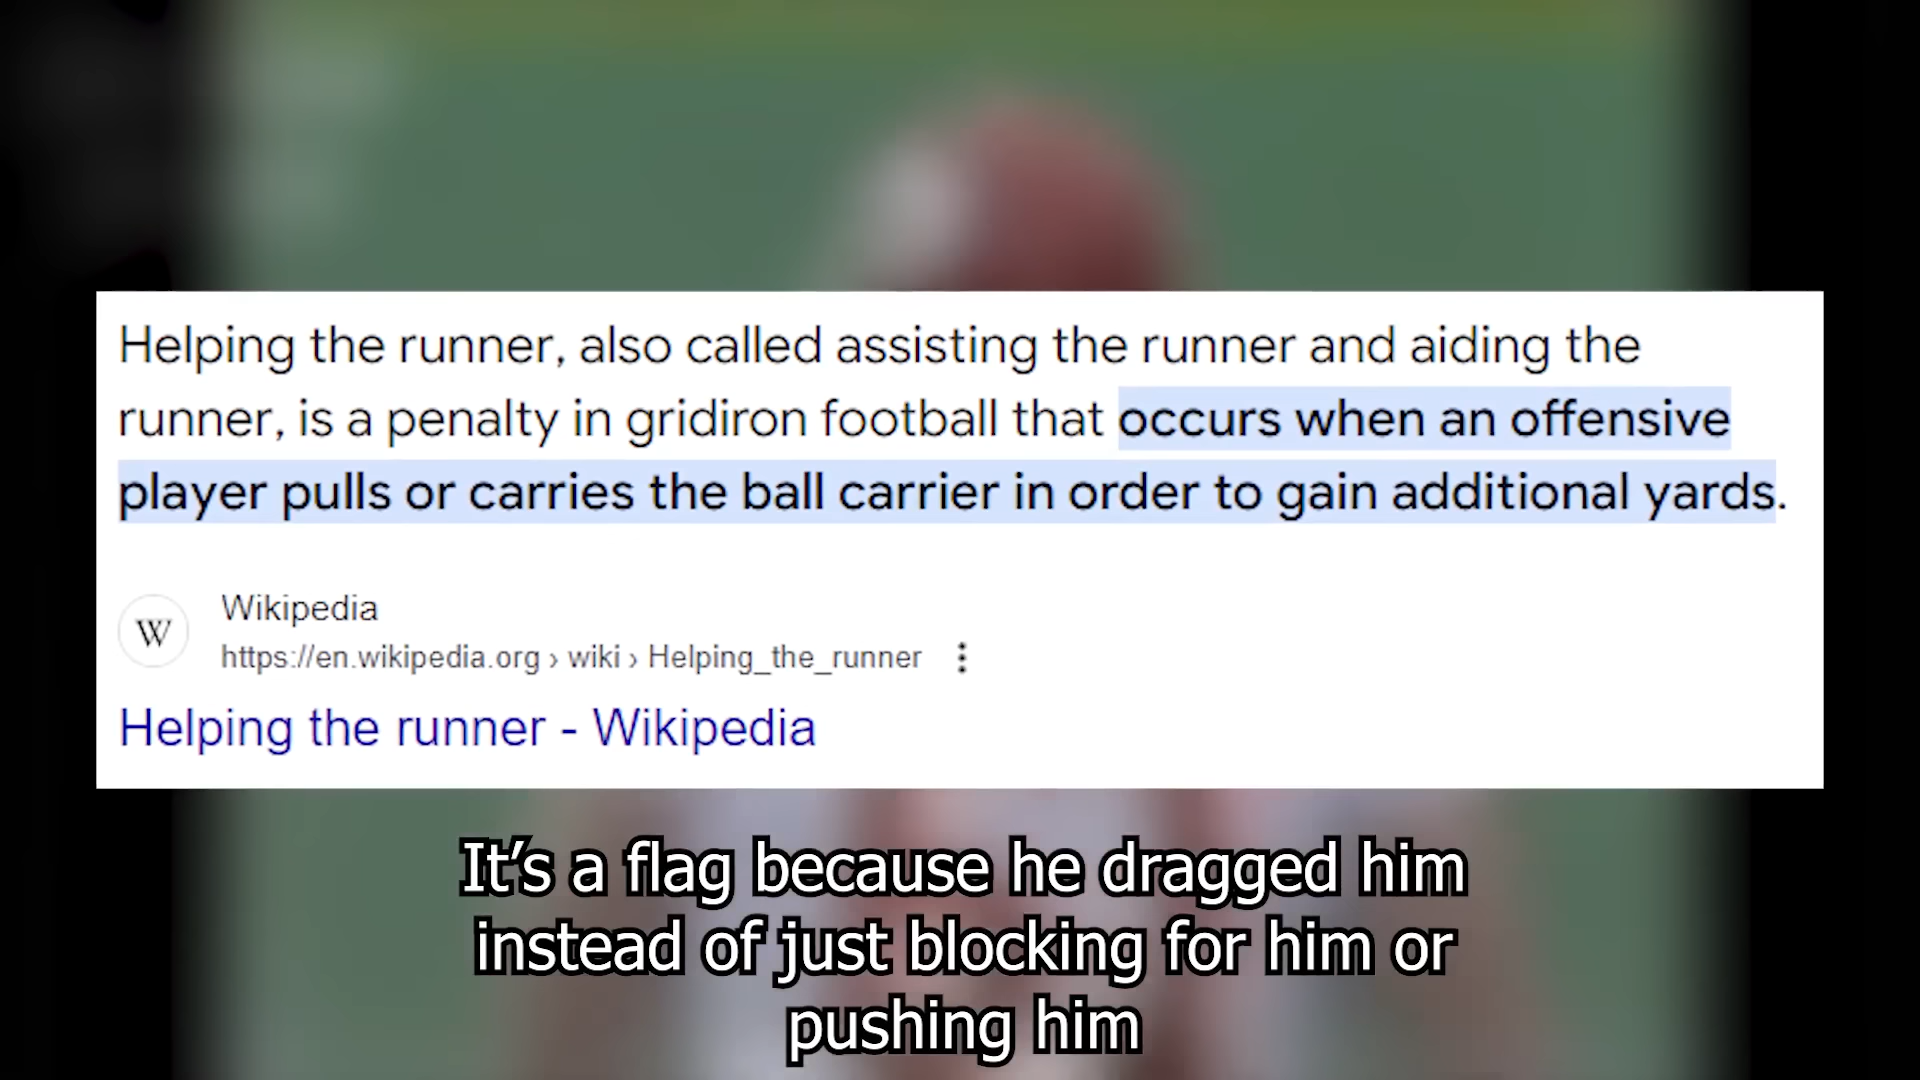 Helping the runner, also called assisting the runner and aiding the
runner, is a penalty in gridiron football that occurs when an offensive
player pulls or carries the ball carrier in order to gain additional yards.
W
Wikipedia
https://en.wikipedia.org › wiki › Helping_the_runner
Helping the runner - Wikipedia
It’s a flag because he dragged him
instead of just blocking for him or
pushing him